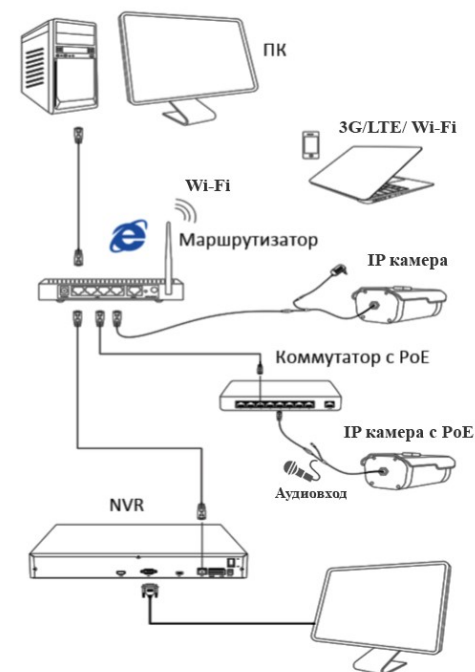 ПК
3G/LTE/ Wi-Fi
Wi-Fi
Маршрутизатор
IP камера
Коммутатор с PoE
IP камера с PoE
Аудиовход
NVR